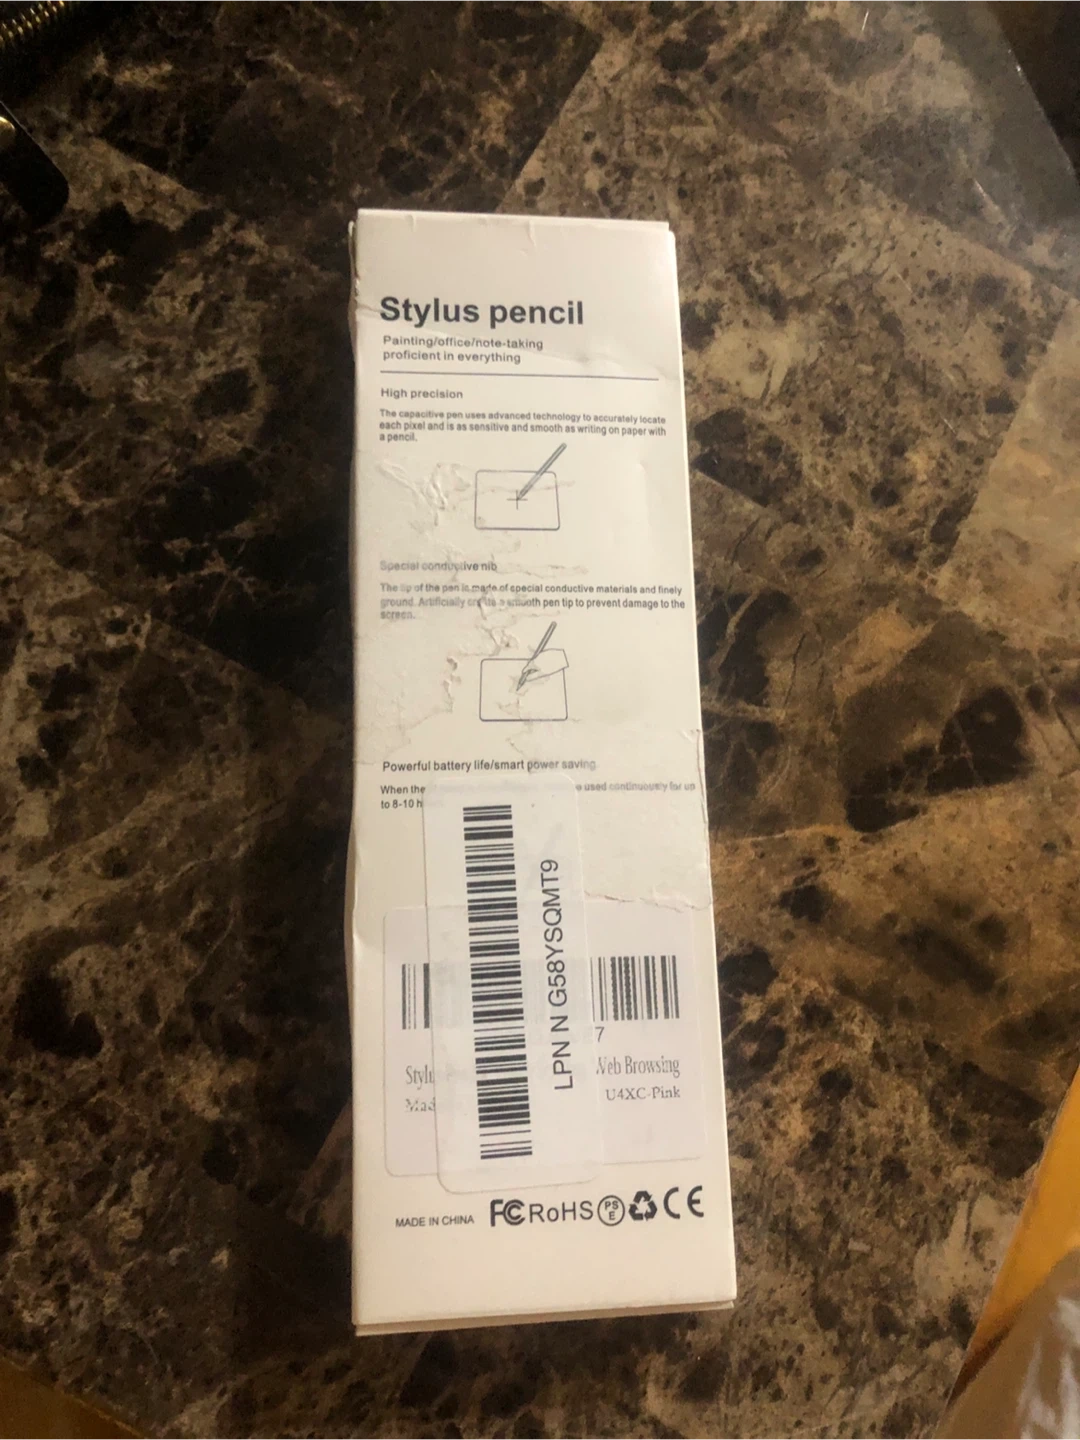 Stylus pencil
Painting/office/note-taking
proficient in everything
High precision
The capacitive pen uses advanced technology to accurately locate
each pixel and is as sensitive and smooth as writing on paper with
a pencil.
Special conductive nib
The tip of the pen is made of special conductive materials and finely
ground. Artificially a smooth pen tip to prevent damage to the
screen.
Powerful battery life/smart power saving
When the used continuously for
to 8-10 h
LPN N G58YSQMT9
7
Web Browsing
U4XC-Pink
MADE IN CHINA FC RoHS PSE CE